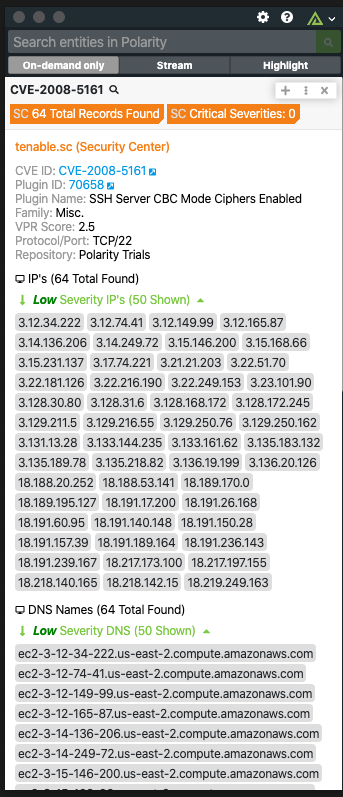 Search entities in Polarity
On-demand only Stream Highlight
CVE-2008-5161
SC 64 Total Records Found SC Critical Severities: 0
tenable.sc (Security Center)
CVE ID: CVE-2008-5161
Plugin ID: 70658
Plugin Name: SSH Server CBC Mode Ciphers Enabled
Family: Misc.
VPR Score: 2.5
Protocol/Port: TCP/22
Repository: Polarity Trials
IP's (64 Total Found)
Low Severity IP's (50 Shown)
3.12.34.222 3.12.74.41 3.12.149.99 3.12.165.87
3.14.136.206 3.14.249.72 3.15.146.200 3.15.168.66
3.15.231.137 3.17.74.221 3.21.21.203 3.22.51.70
3.22.181.126 3.22.216.190 3.22.249.153 3.23.101.90
3.128.30.80 3.128.31.6 3.128.168.172 3.128.172.245
3.129.211.5 3.129.216.55 3.129.250.76 3.129.250.162
3.131.13.28 3.133.144.235 3.133.161.62 3.135.183.132
3.135.189.78 3.135.218.82 3.136.19.199 3.136.20.126
18.188.20.252 18.188.53.141 18.189.170.0
18.189.195.127 18.191.17.200 18.191.26.168
18.191.60.95 18.191.140.148 18.191.150.28
18.191.157.39 18.191.189.164 18.191.236.143
18.191.239.167 18.217.173.100 18.217.197.155
18.218.140.165 18.218.142.15 18.219.249.163
DNS Names (64 Total Found)
Low Severity DNS (50 Shown)
ec2-3-12-34-222.us-east-2.compute.amazonaws.com
ec2-3-12-74-41.us-east-2.compute.amazonaws.com
ec2-3-12-149-99.us-east-2.compute.amazonaws.com
ec2-3-12-165-87.us-east-2.compute.amazonaws.com
ec2-3-14-136-206.us-east-2.compute.amazonaws.com
ec2-3-14-249-72.us-east-2.compute.amazonaws.com
ec2-3-15-146-200.us-east-2.compute.amazonaws.com